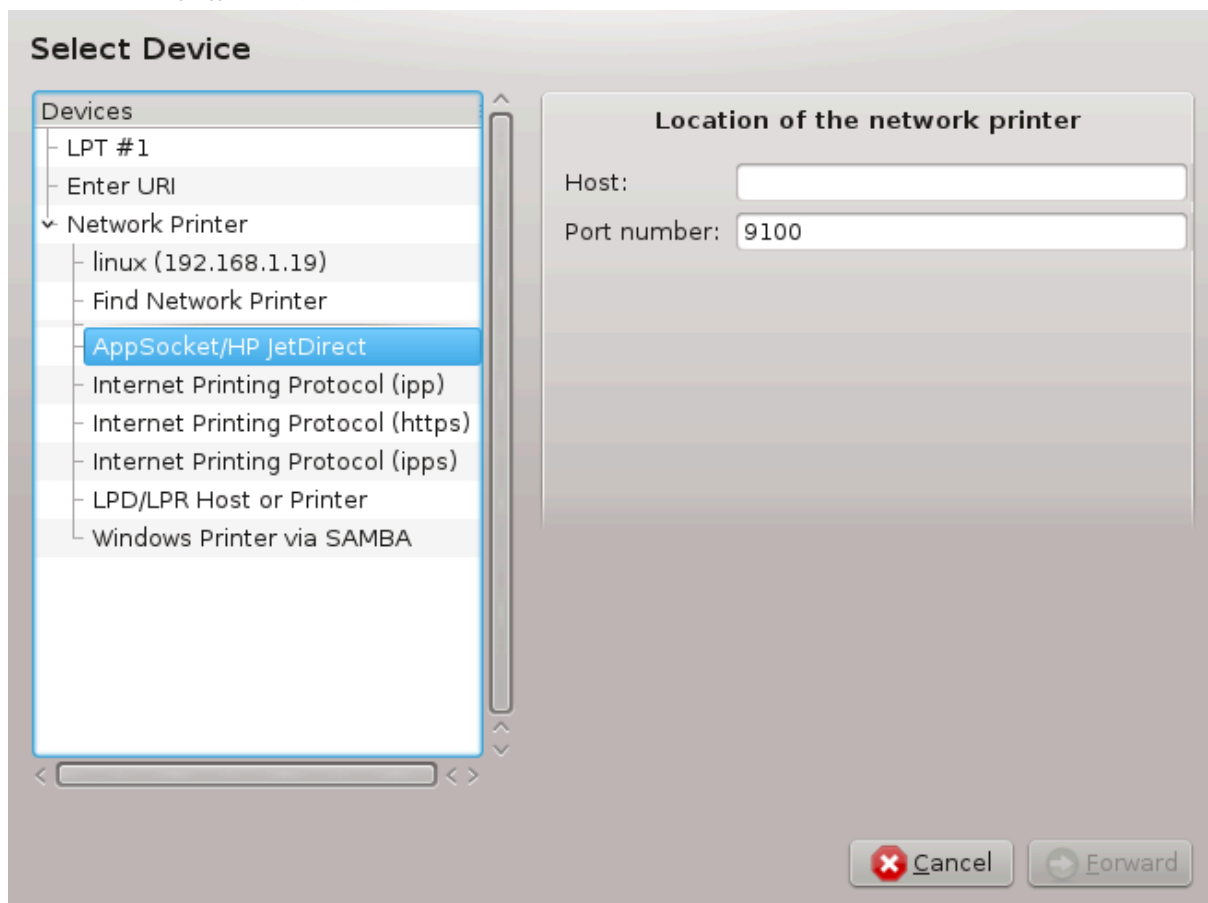 Select Device
Devices
LPT #1
Enter URI
Network Printer
linux (192.168.1.19)
Find Network Printer
AppSocket/HP JetDirect
Internet Printing Protocol (ipp)
Internet Printing Protocol (https)
Internet Printing Protocol (ipps)
LPD/LPR Host or Printer
Windows Printer via SAMBA
Location of the network printer
Host:
Port number: 9100
Cancel
Forward